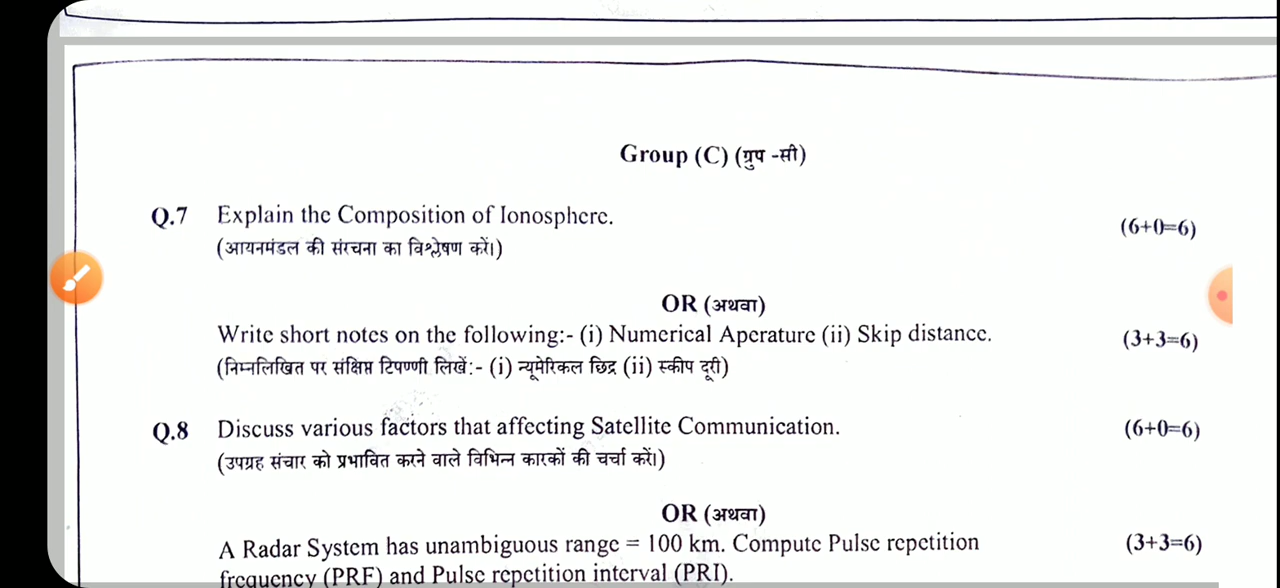 Group (C) (ग्रुप -सी)
Q.7 Explain the Composition of Ionosphere. (6+0=6)
(आयनमंडल की संरचना का विश्लेषण करें।)
OR (अथवा)
Write short notes on the following:- (i) Numerical Aperature (ii) Skip distance. (3+3=6)
(निम्नलिखित पर संक्षिप्त टिपणी लिखें:- (i) न्यूमेरिकल छिद्र (ii) स्कीप दूरी)
Q.8 Discuss various factors that affecting Satellite Communication. (6+0=6)
(उपग्रह संचार को प्रभावित करने वाले विभिन्न कारकों की चर्चा करें।)
OR (अथवा)
A Radar System has unambiguous range = 100 km. Compute Pulse repetition (3+3=6)
frequency (PRF) and Pulse repetition interval (PRI).